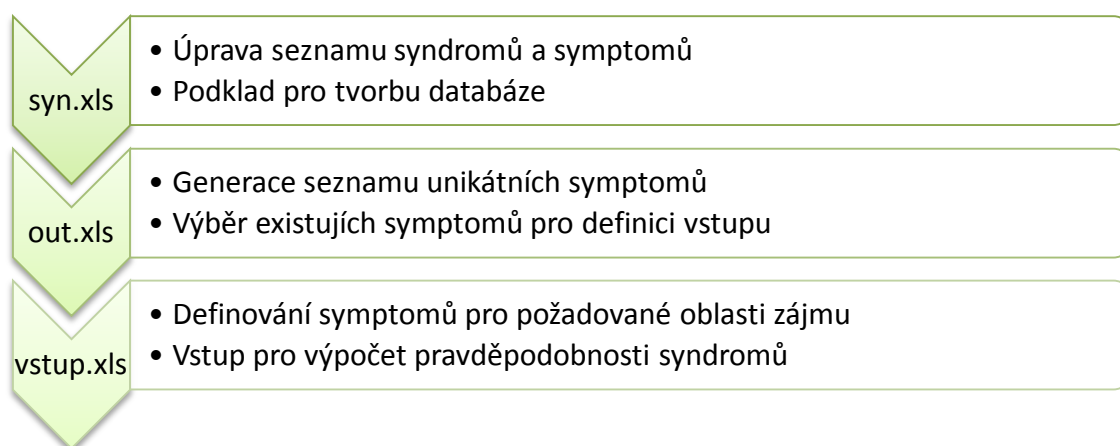 syn.xls
• Úprava seznamu syndromů a symptomů
• Podklad pro tvorbu databáze
out.xls
• Generace seznamu unikátních symptomů
• Výběr existujích symptomů pro definici vstupu
vstup.xls
• Definování symptomů pro požadované oblasti zájmu
• Vstup pro výpočet pravděpodobnosti syndromů